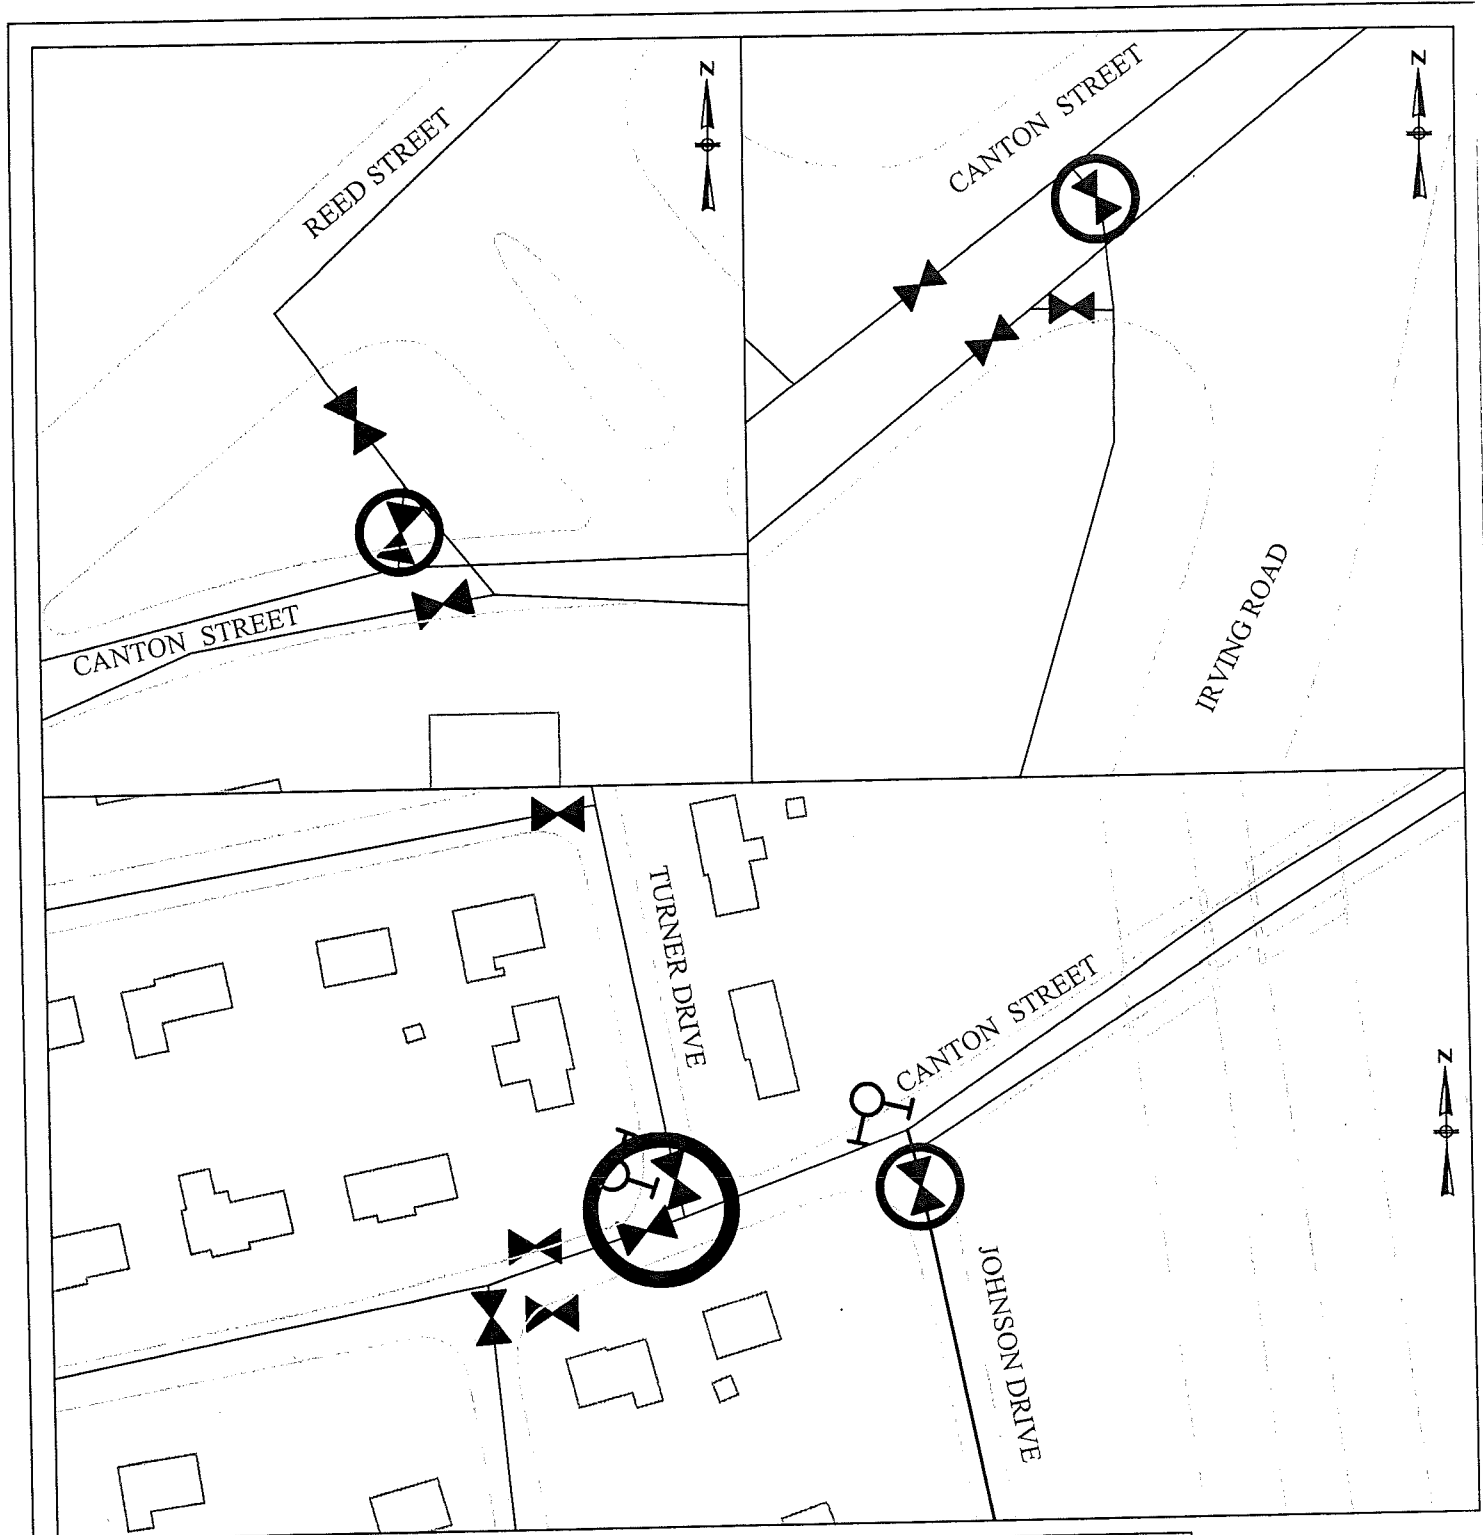 REED STREET
N
CANTON STREET
CANTON STREET
N
IRVING ROAD
TURNER DRIVE
CANTON STREET
N
JOHNSON DRIVE